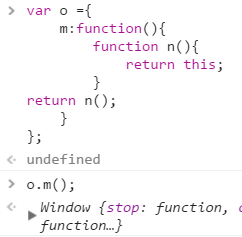 var o ={
m:function(){
function n(){
return this;
}
return n();
}
};
undefined
o.m();
Window {stop: function,
function…}